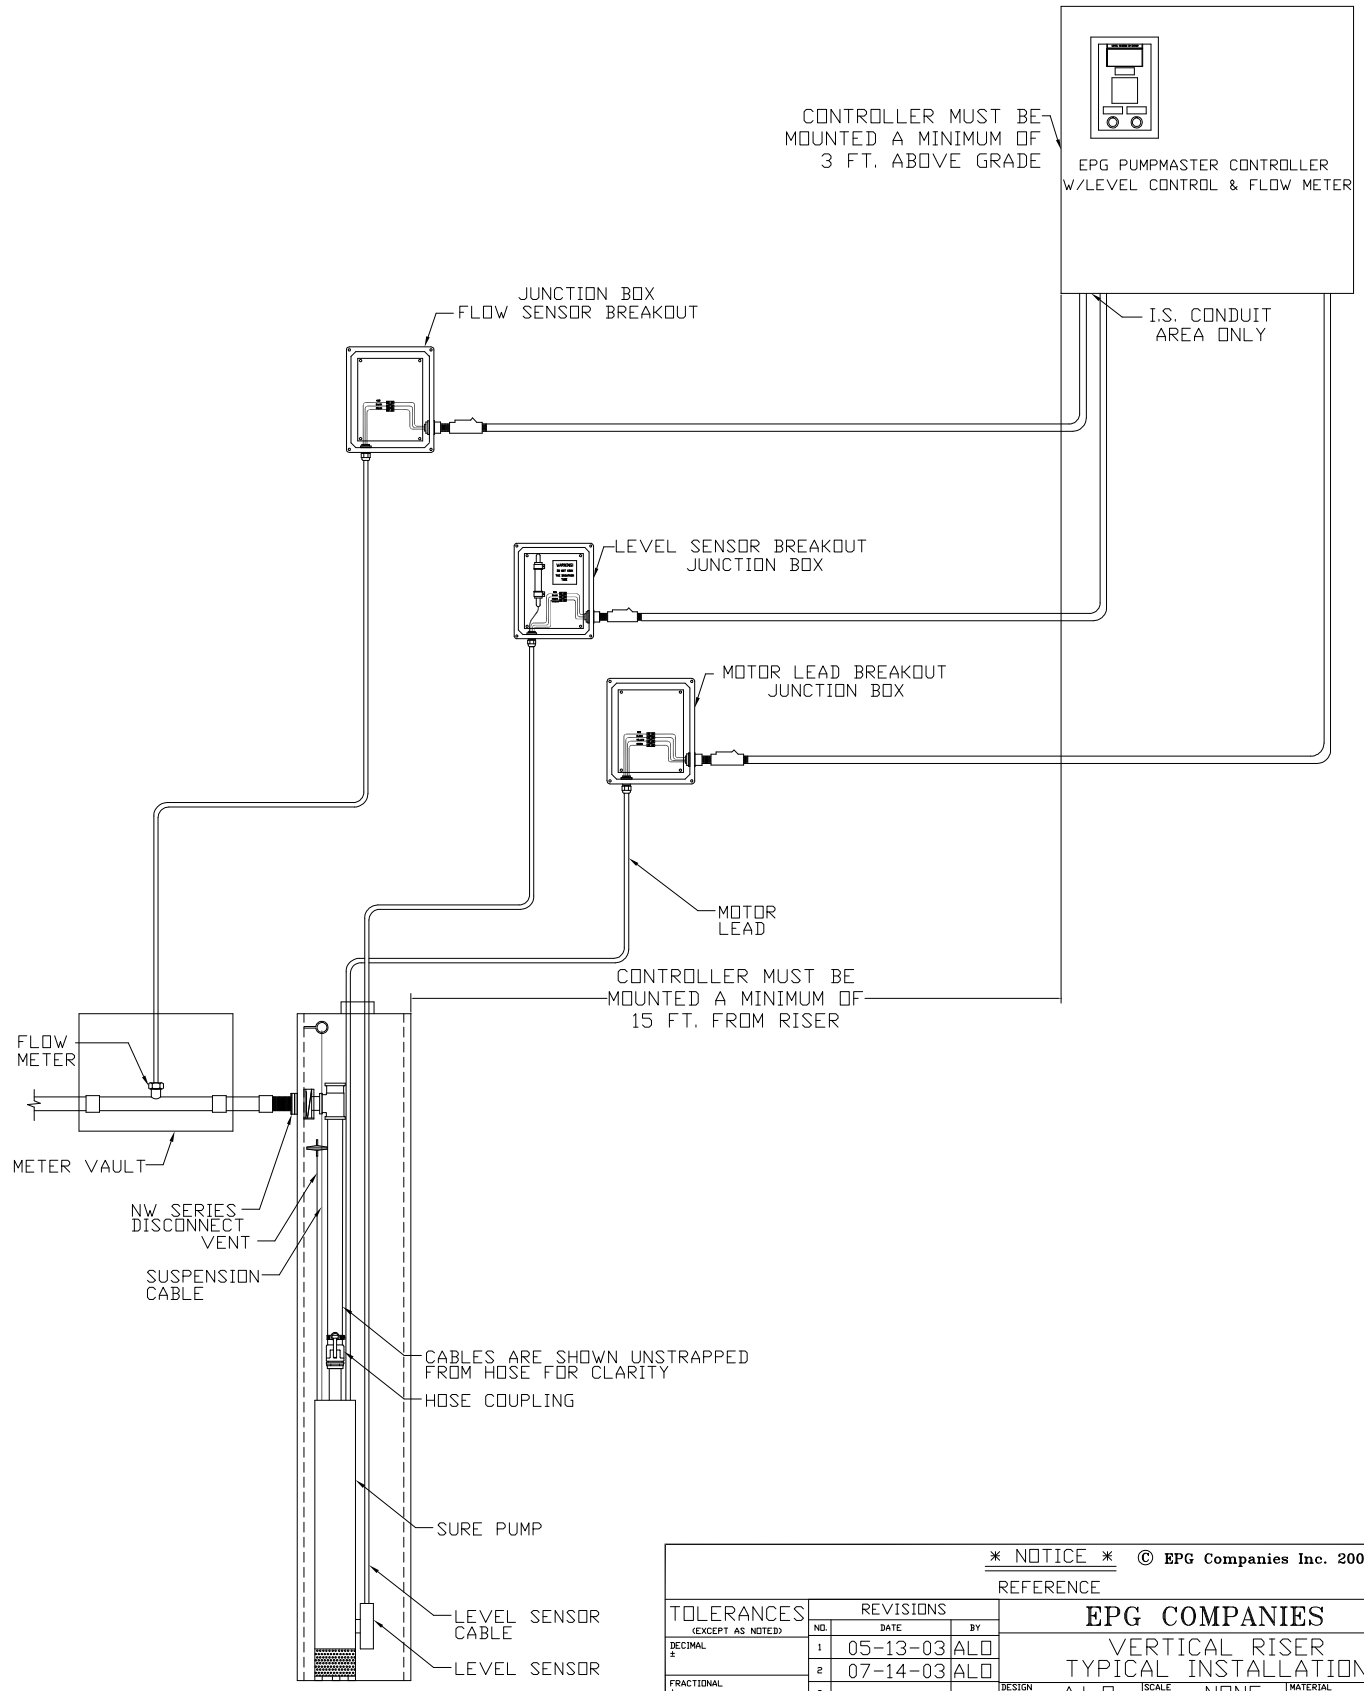 CONTROLLER MUST BE
MOUNTED A MINIMUM OF
3 FT. ABOVE GRADE
EPG PUMPMASTER CONTROLLER
W/LEVEL CONTROL & FLOW METER
JUNCTION BOX
FLOW SENSOR BREAKOUT
I.S. CONDUIT
AREA ONLY
LEVEL SENSOR BREAKOUT
JUNCTION BOX
WARNING!
MOTOR LEAD BREAKOUT
JUNCTION BOX
MOTOR
LEAD
CONTROLLER MUST BE
MOUNTED A MINIMUM OF
15 FT. FROM RISER
FLOW
METER
METER VAULT
NW SERIES
DISCONNECT
VENT
SUSPENSION
CABLE
CABLES ARE SHOWN UNSTRAPPED
FROM HOSE FOR CLARITY
HOSE COUPLING
SURE PUMP
LEVEL SENSOR
CABLE
LEVEL SENSOR
* NOTICE * © EPG Companies Inc. 200
REFERENCE
TOLERANCES
(EXCEPT AS NOTED)
DECIMAL
±
FRACTIONAL
REVISIONS
NO. DATE BY
1 05-13-03 ALO
2 07-14-03 ALO
EPG COMPANIES
VERTICAL RISER
TYPICAL INSTALLATION
DESIGN
SCALE NONE
MATERIAL